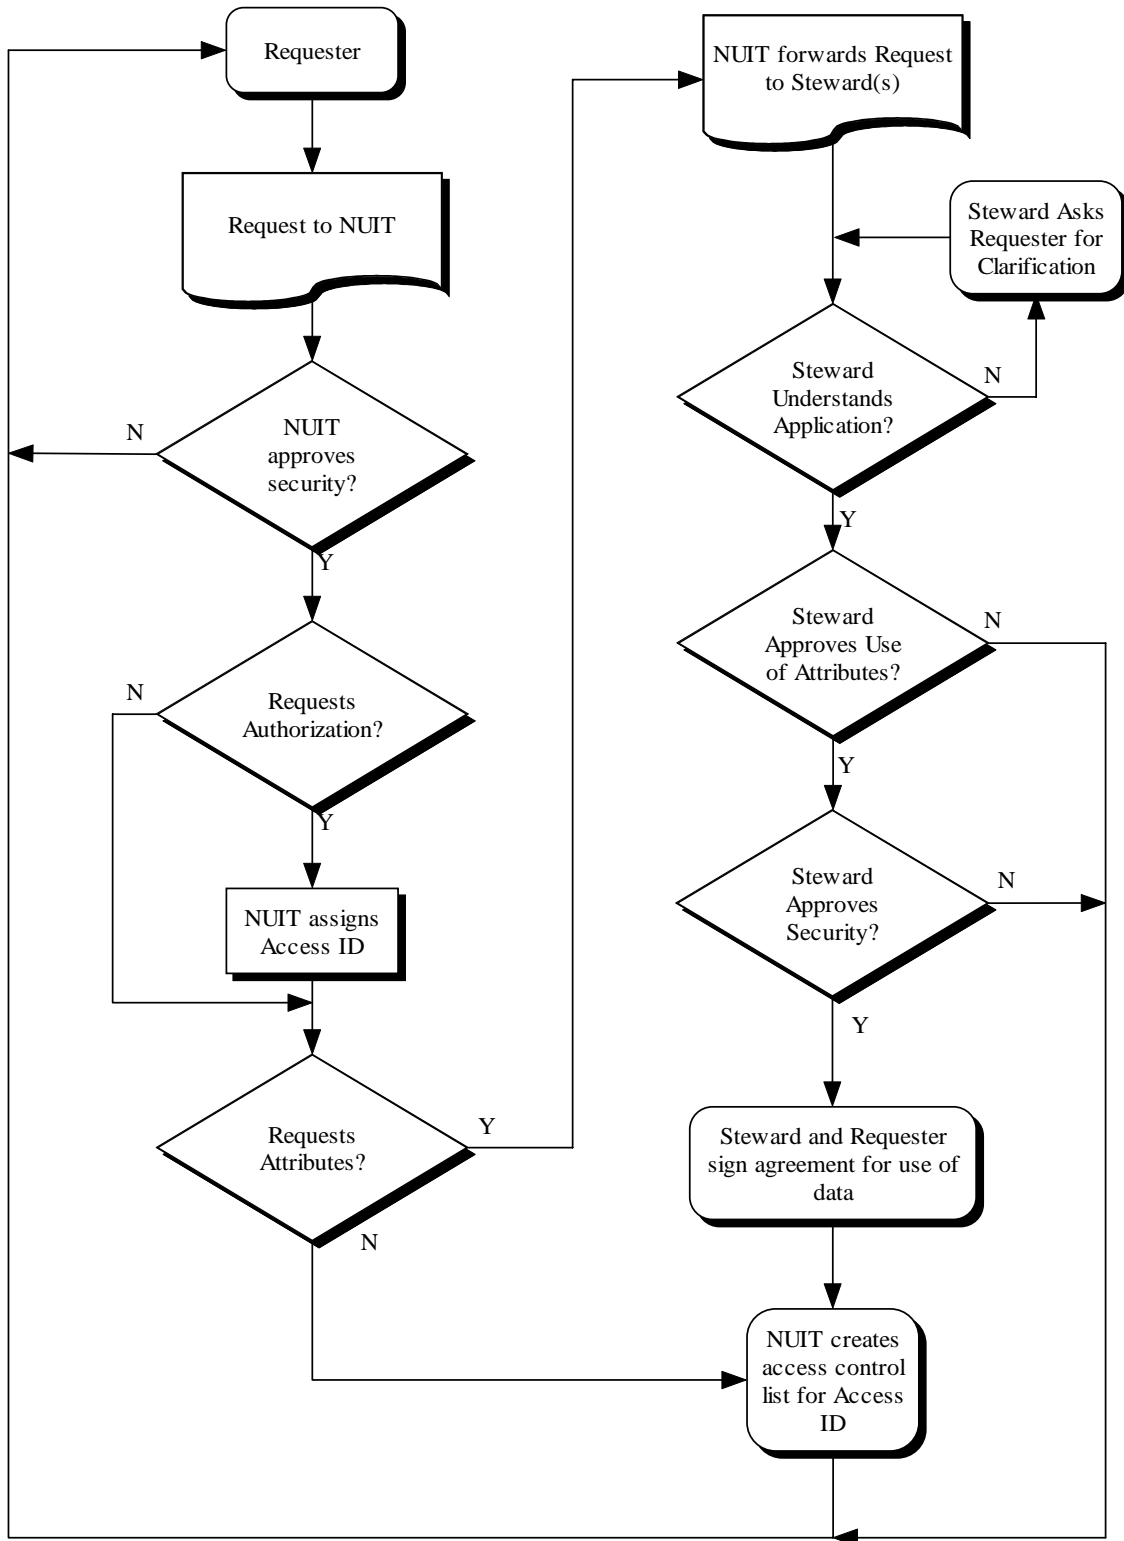 Requester
Request to NUIT
NUIT
approves
security?
N
Y
Requests
Authorization?
N
Y
NUIT assigns
Access ID
Requests
Attributes?
Y
N
NUIT forwards Request
to Steward(s)
Steward Asks
Requester for
Clarification
Steward
Understands
Application?
N
Y
Steward
Approves Use
of Attributes?
N
Y
Steward
Approves
Security?
N
Y
Steward and Requester
sign agreement for use of
data
NUIT creates
access control
list for Access
ID